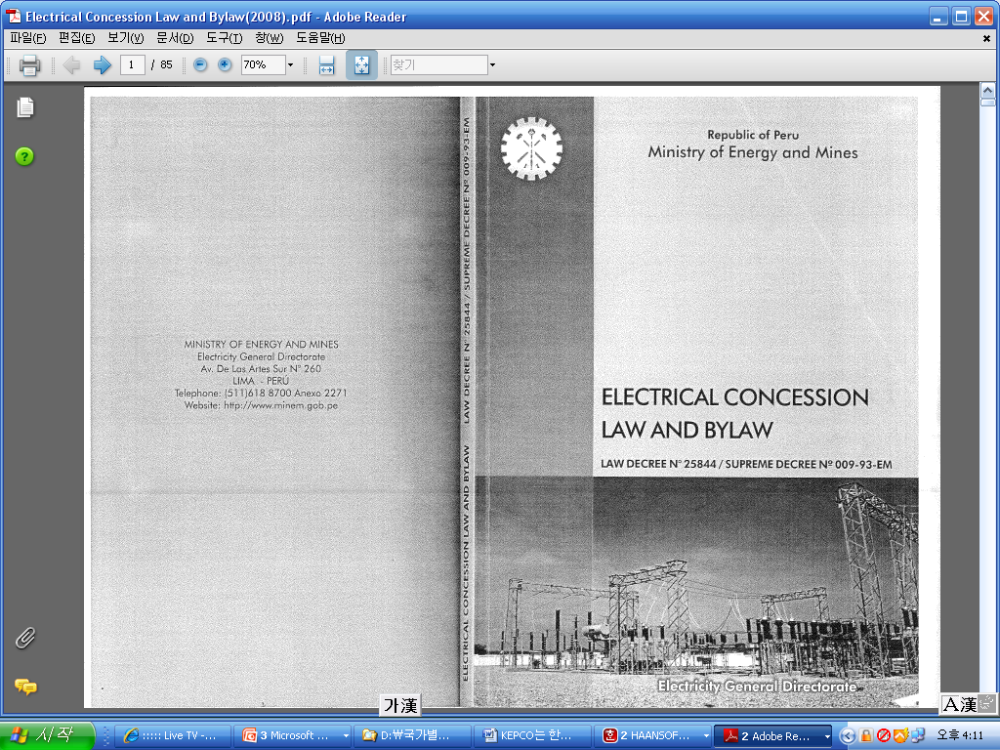 Electrical Concession Law and Bylaw(2008).pdf - Adobe Reader
파일(F) 편집(E) 보기(V) 문서(D) 도구(T) 창(W) 도움말(H)
1 / 85 70% 찾기
MINISTRY OF ENERGY AND MINES
Electricity General Directorate
Av. De Las Artes Sur N° 260
LIMA - PERÚ
Telephone: (511)618 8700 Anexo 2271
Website: http://www.minem.gob.pe
ELECTRICAL CONCESSION LAW AND BYLAW LAW DECREE N° 25844 / SUPREME DECREE Nº 009-93-EM
Republic of Peru
Ministry of Energy and Mines
ELECTRICAL CONCESSION
LAW AND BYLAW
LAW DECREE N° 25844 / SUPREME DECREE Nº 009-93-EM
Electricity General Directorate
가漢
A漢
시작 ::::: Live TV -... 3 Microsoft ... D:₩국가별... KEPCO는 한... 2 HAANSOF... 2 Adobe Re... 오후 4:11